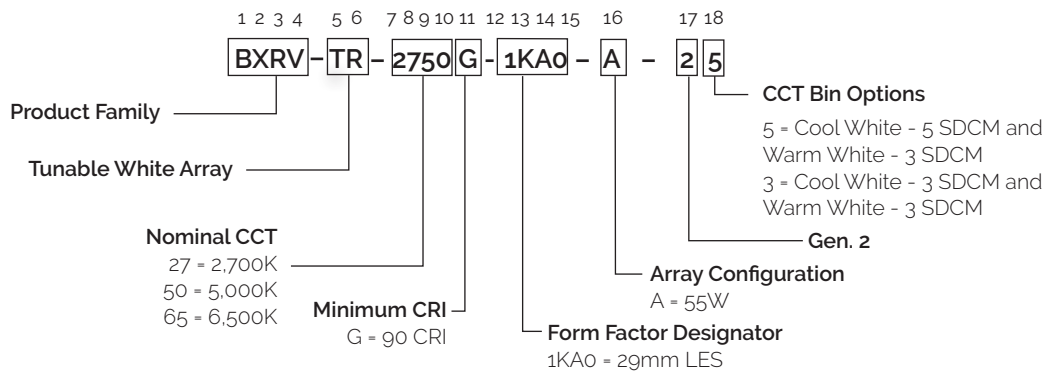 1 2 3 4 5 6 7 8 9 10 11 12 13 14 15 16 17 18
BXRV – TR – 2750 G - 1KA0 – A – 2 5
Product Family
Tunable White Array
Nominal CCT
27 = 2,700K
50 = 5,000K
65 = 6,500K
Minimum CRI
G = 90 CRI
Form Factor Designator
1KA0 = 29mm LES
Array Configuration
A = 55W
Gen. 2
CCT Bin Options
5 = Cool White - 5 SDCM and
Warm White - 3 SDCM
3 = Cool White - 3 SDCM and
Warm White - 3 SDCM